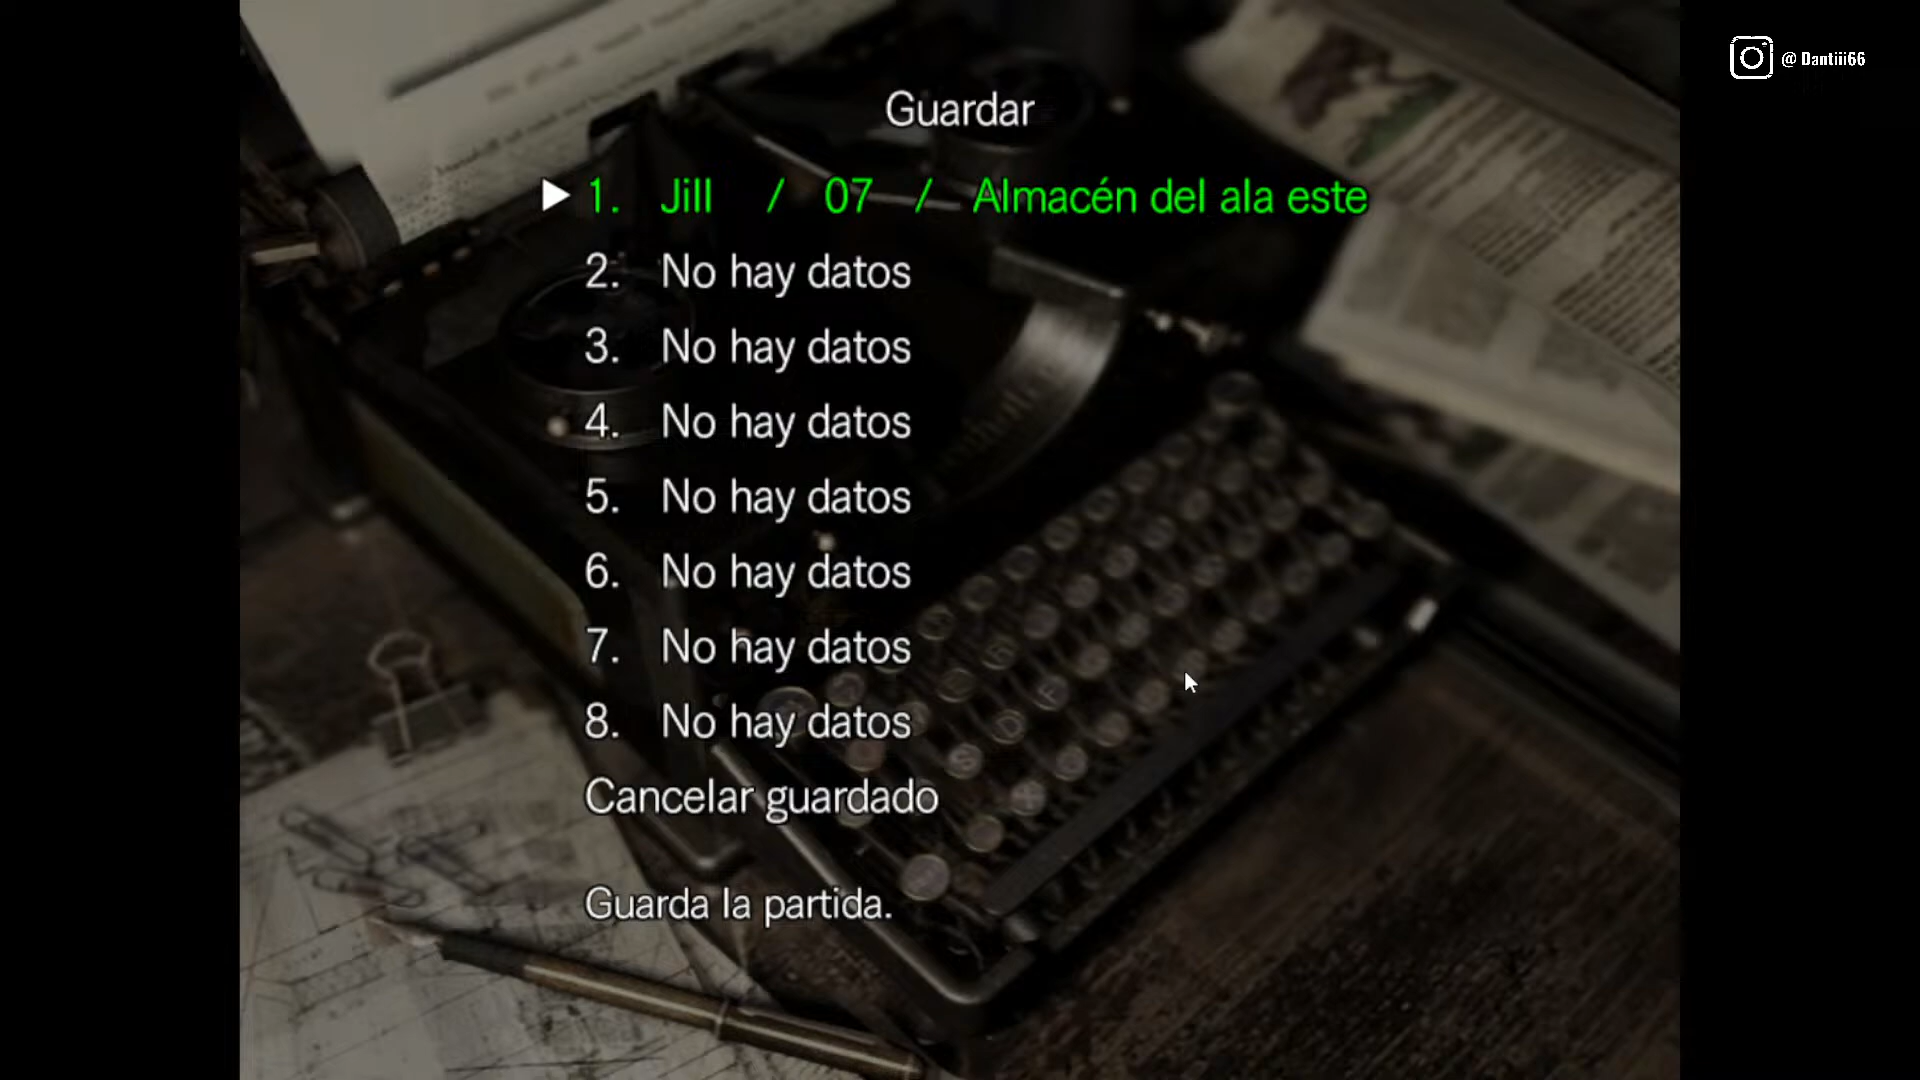 @ Dantiii66
Guardar
1. Jill / 07 / Almacén del ala este
2. No hay datos
3. No hay datos
4. No hay datos
5. No hay datos
6. No hay datos
7. No hay datos
8. No hay datos
Cancelar guardado
Guarda la partida.